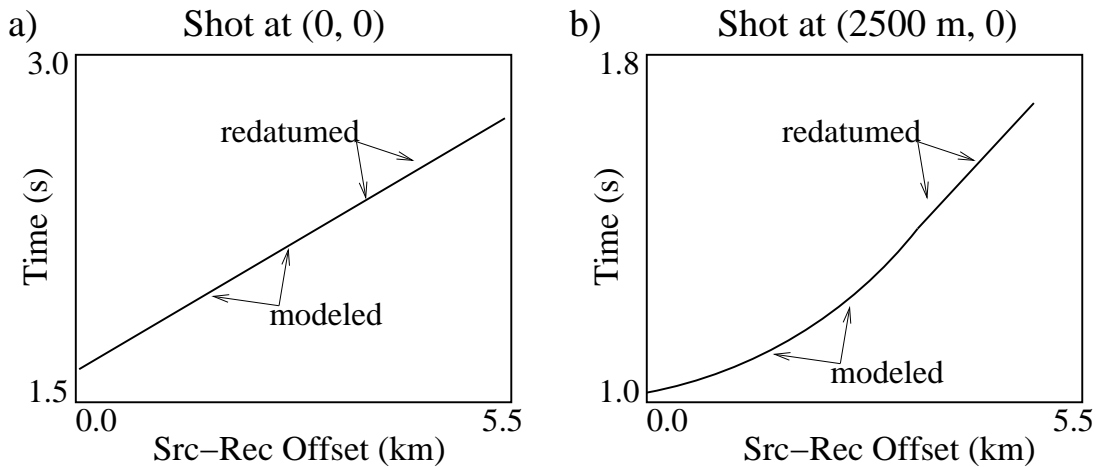 a) Shot at (0, 0)
3.0
redatumed
Time (s)
modeled
1.5
0.0 5.5
Src−Rec Offset (km)
b) Shot at (2500 m, 0)
1.8
redatumed
Time (s)
modeled
1.0
0.0 5.5
Src−Rec Offset (km)